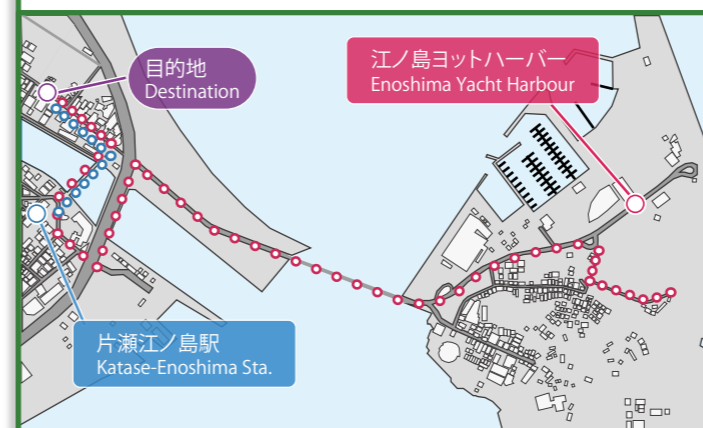 目的地
Destination
江ノ島ヨットハーバー
Enoshima Yacht Harbour
片瀬江ノ島駅
Katase-Enoshima Sta.